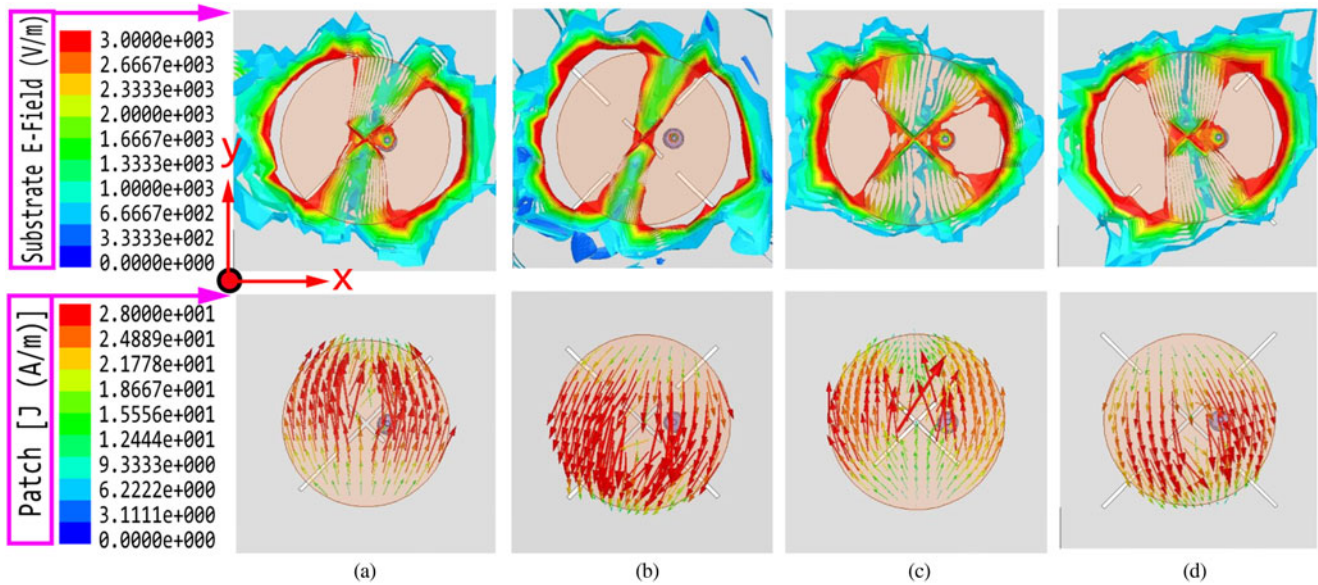 Substrate E-Field (V/m)
3.0000e+003
2.6667e+003
2.3333e+003
2.0000e+003
1.6667e+003
1.3333e+003
1.0000e+003
6.6667e+002
3.3333e+002
0.0000e+000
y
x
Patch [J (A/m)]
2.8000e+001
2.4889e+001
2.1778e+001
1.8667e+001
1.5556e+001
1.2444e+001
9.3333e+000
6.2222e+000
3.1111e+000
0.0000e+000
(a) (b) (c) (d)